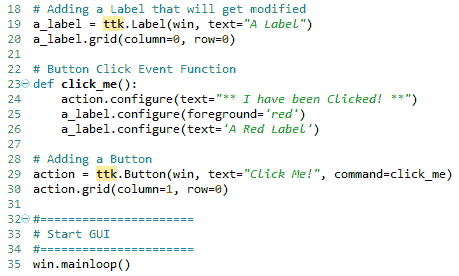 18 # Adding a Label that will get modified
19 a_label = ttk.Label(win, text="A Label")
20 a_label.grid(column=0, row=0)
21
22 # Button Click Event Function
23 def click_me():
24     action.configure(text="** I have been Clicked! **")
25     a_label.configure(foreground='red')
26     a_label.configure(text='A Red Label')
27
28 # Adding a Button
29 action = ttk.Button(win, text="Click Me!", command=click_me)
30 action.grid(column=1, row=0)
31
32 #======================
33 # Start GUI
34 #======================
35 win.mainloop()